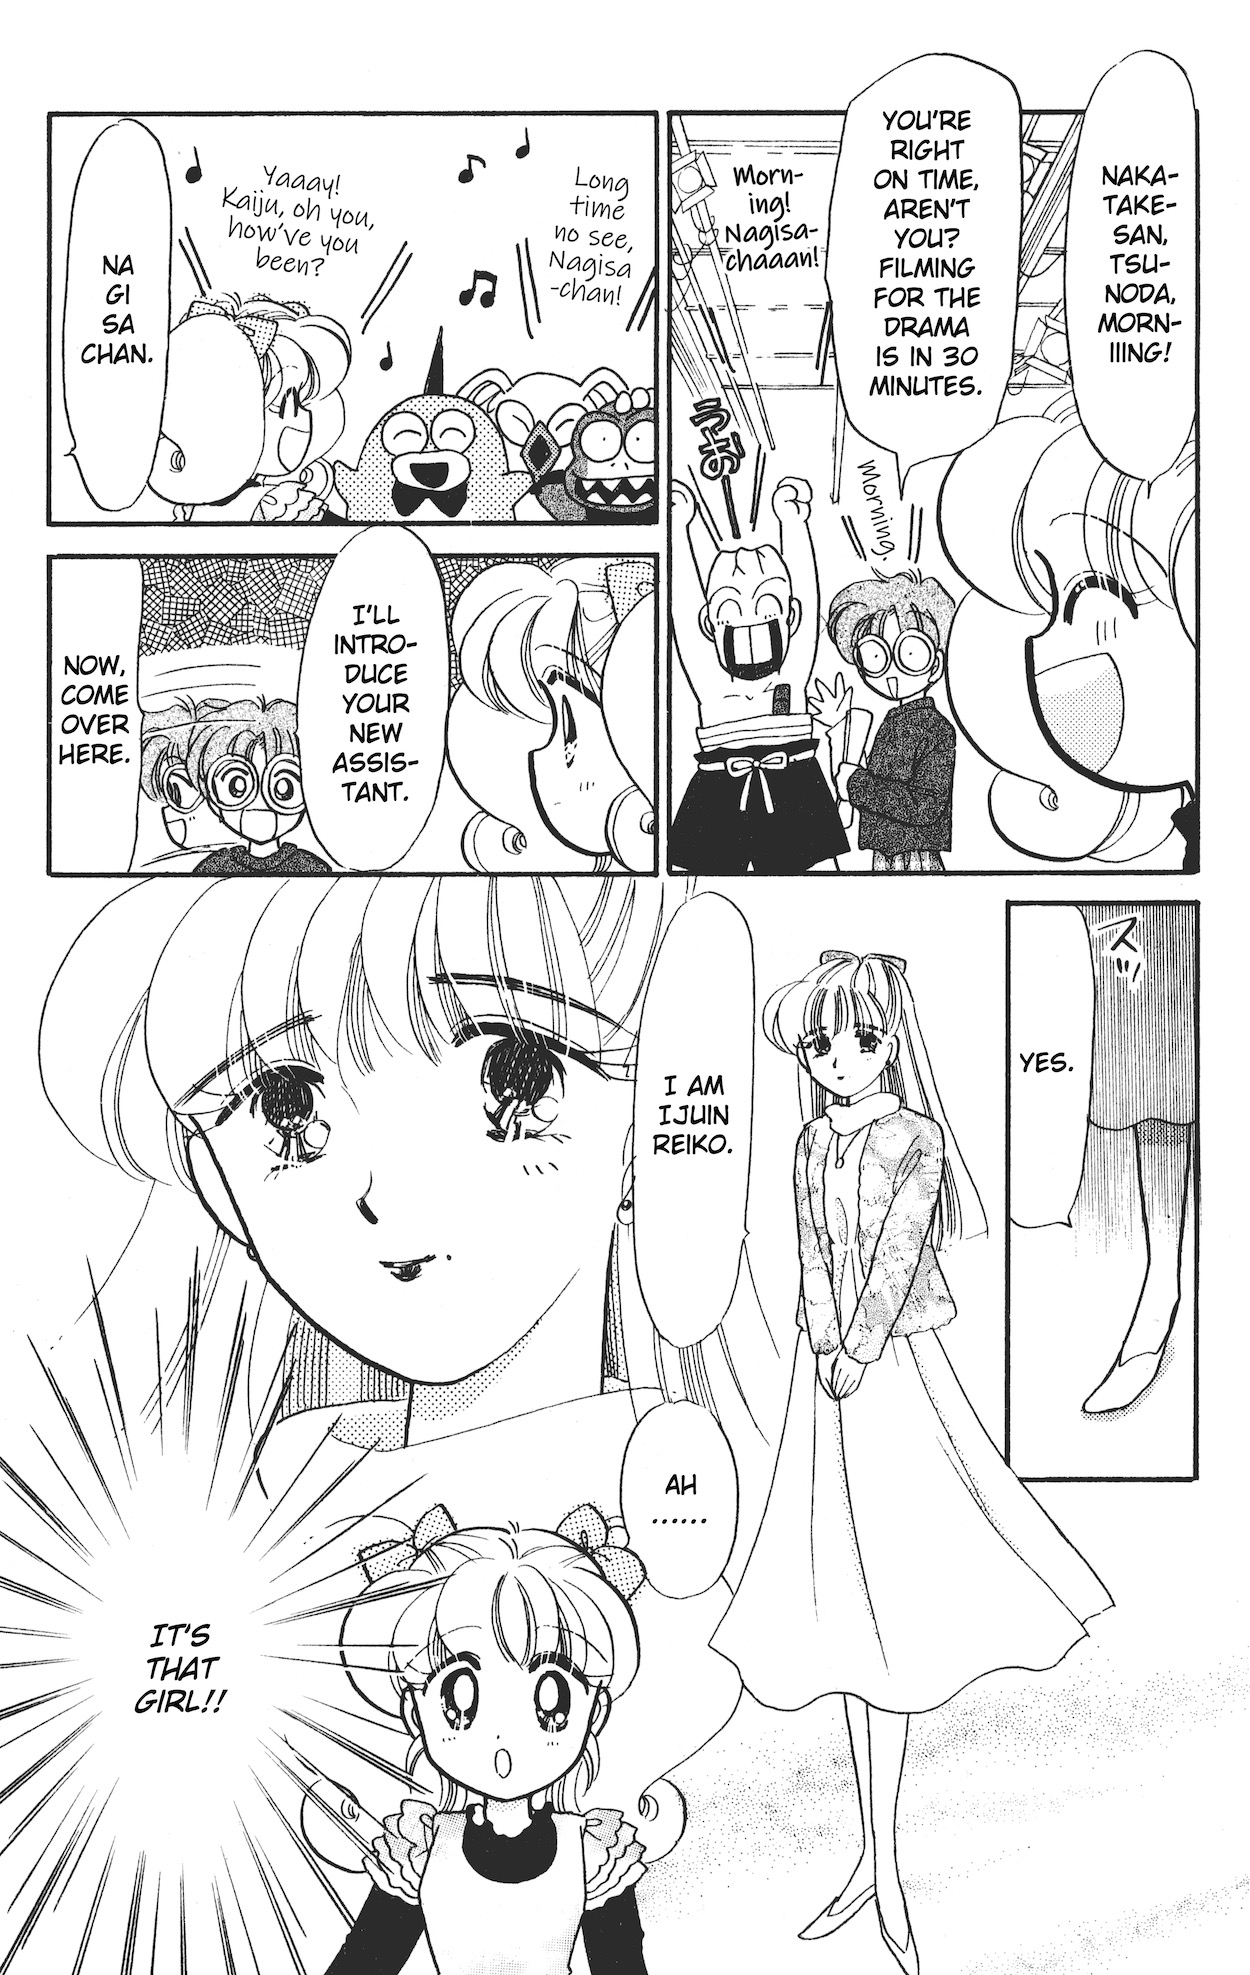 NAKA-
TAKE-
SAN,
TSU-
NODA,
MORN-
IIING!
YOU'RE
RIGHT
ON TIME,
AREN'T
YOU?
FILMING
FOR THE
DRAMA
IS IN 30
MINUTES.
Morn-
ing!
Nagisa-
chaaan!
Morning.
Long
time
no see,
Nagisa
-chan!
Yaaay!
Kaiju, oh you,
how've you
been?
NA
GI
SA
CHAN.
I'LL
INTRO-
DUCE
YOUR
NEW
ASSIS-
TANT.
NOW,
COME
OVER
HERE.
スッ
YES.
I AM
IJUIN
REIKO.
AH
......
IT'S
THAT
GIRL!!